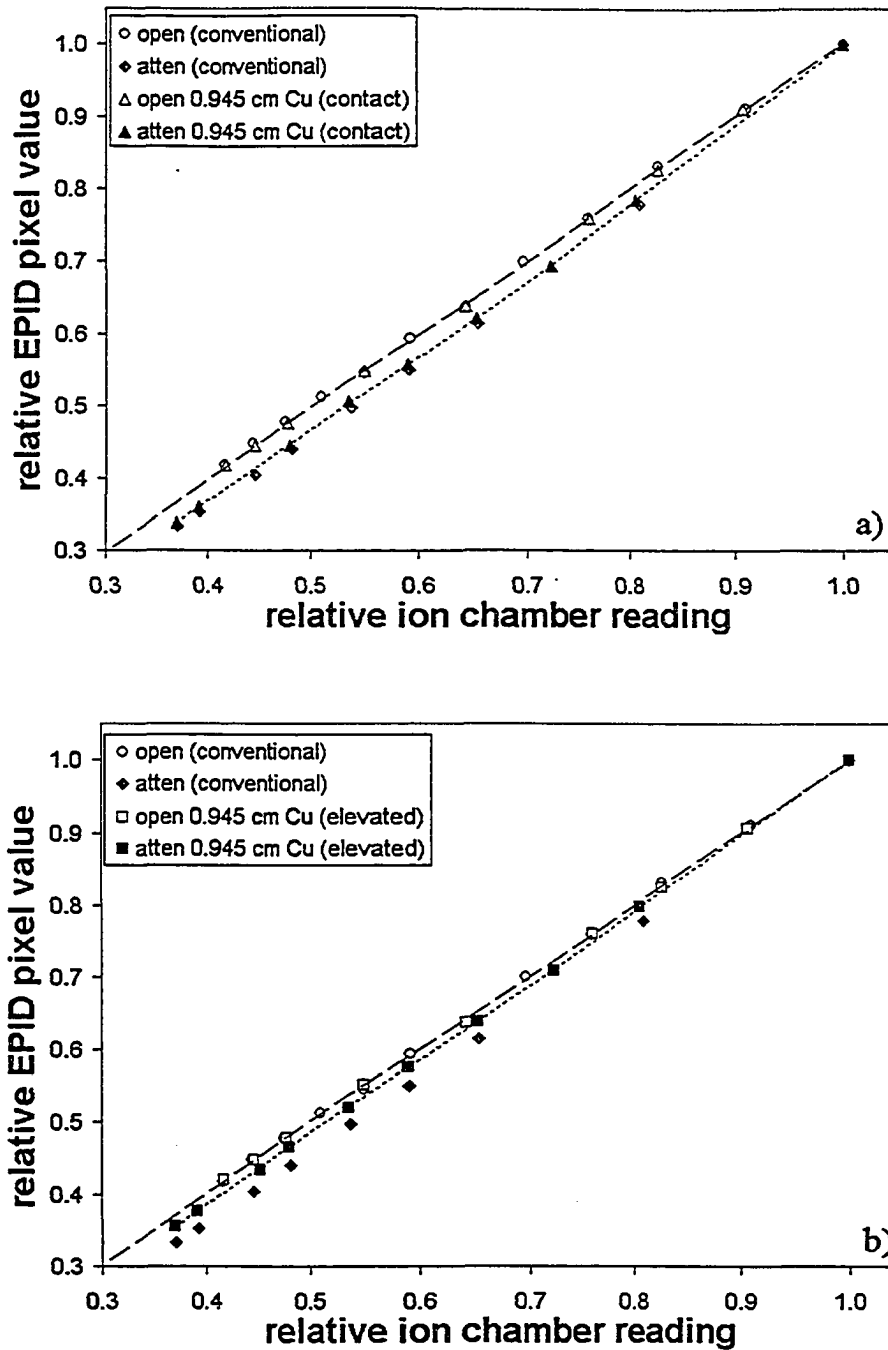 open (conventional)
atten (conventional)
open 0.945 cm Cu (contact)
atten 0.945 cm Cu (contact)
1.0
0.9
0.8
0.7
0.6
0.5
0.4
0.3
relative EPID pixel value
0.3 0.4 0.5 0.6 0.7 0.8 0.9 1.0
relative ion chamber reading
a)
open (conventional)
atten (conventional)
open 0.945 cm Cu (elevated)
atten 0.945 cm Cu (elevated)
1.0
0.9
0.8
0.7
0.6
0.5
0.4
0.3
relative EPID pixel value
0.3 0.4 0.5 0.6 0.7 0.8 0.9 1.0
relative ion chamber reading
b)